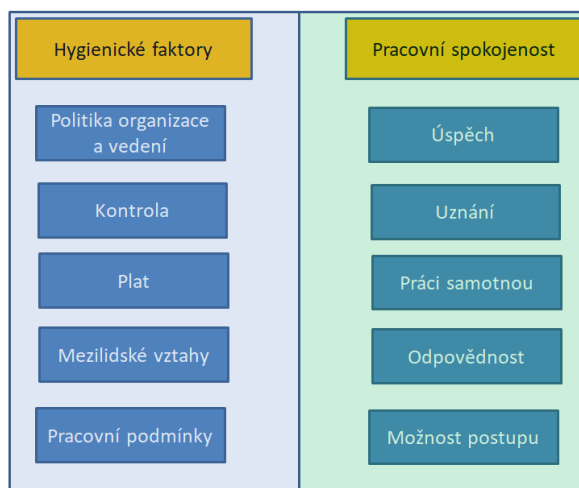 Hygienické faktory
Politika organizace
a vedení
Kontrola
Plat
Mezilidské vztahy
Pracovní podmínky
Pracovní spokojenost
Úspěch
Uznání
Práci samotnou
Odpovědnost
Možnost postupu